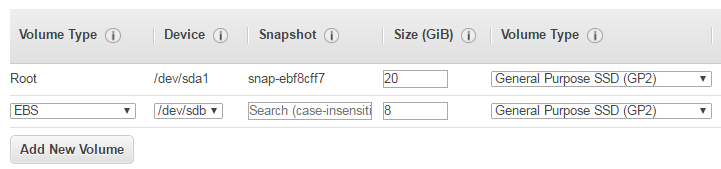 Volume Type Device Snapshot Size (GiB) Volume Type
Root /dev/sda1 snap-ebf8cff7 20 General Purpose SSD (GP2)
EBS /dev/sdb Search (case-insensiti 8 General Purpose SSD (GP2)
Add New Volume